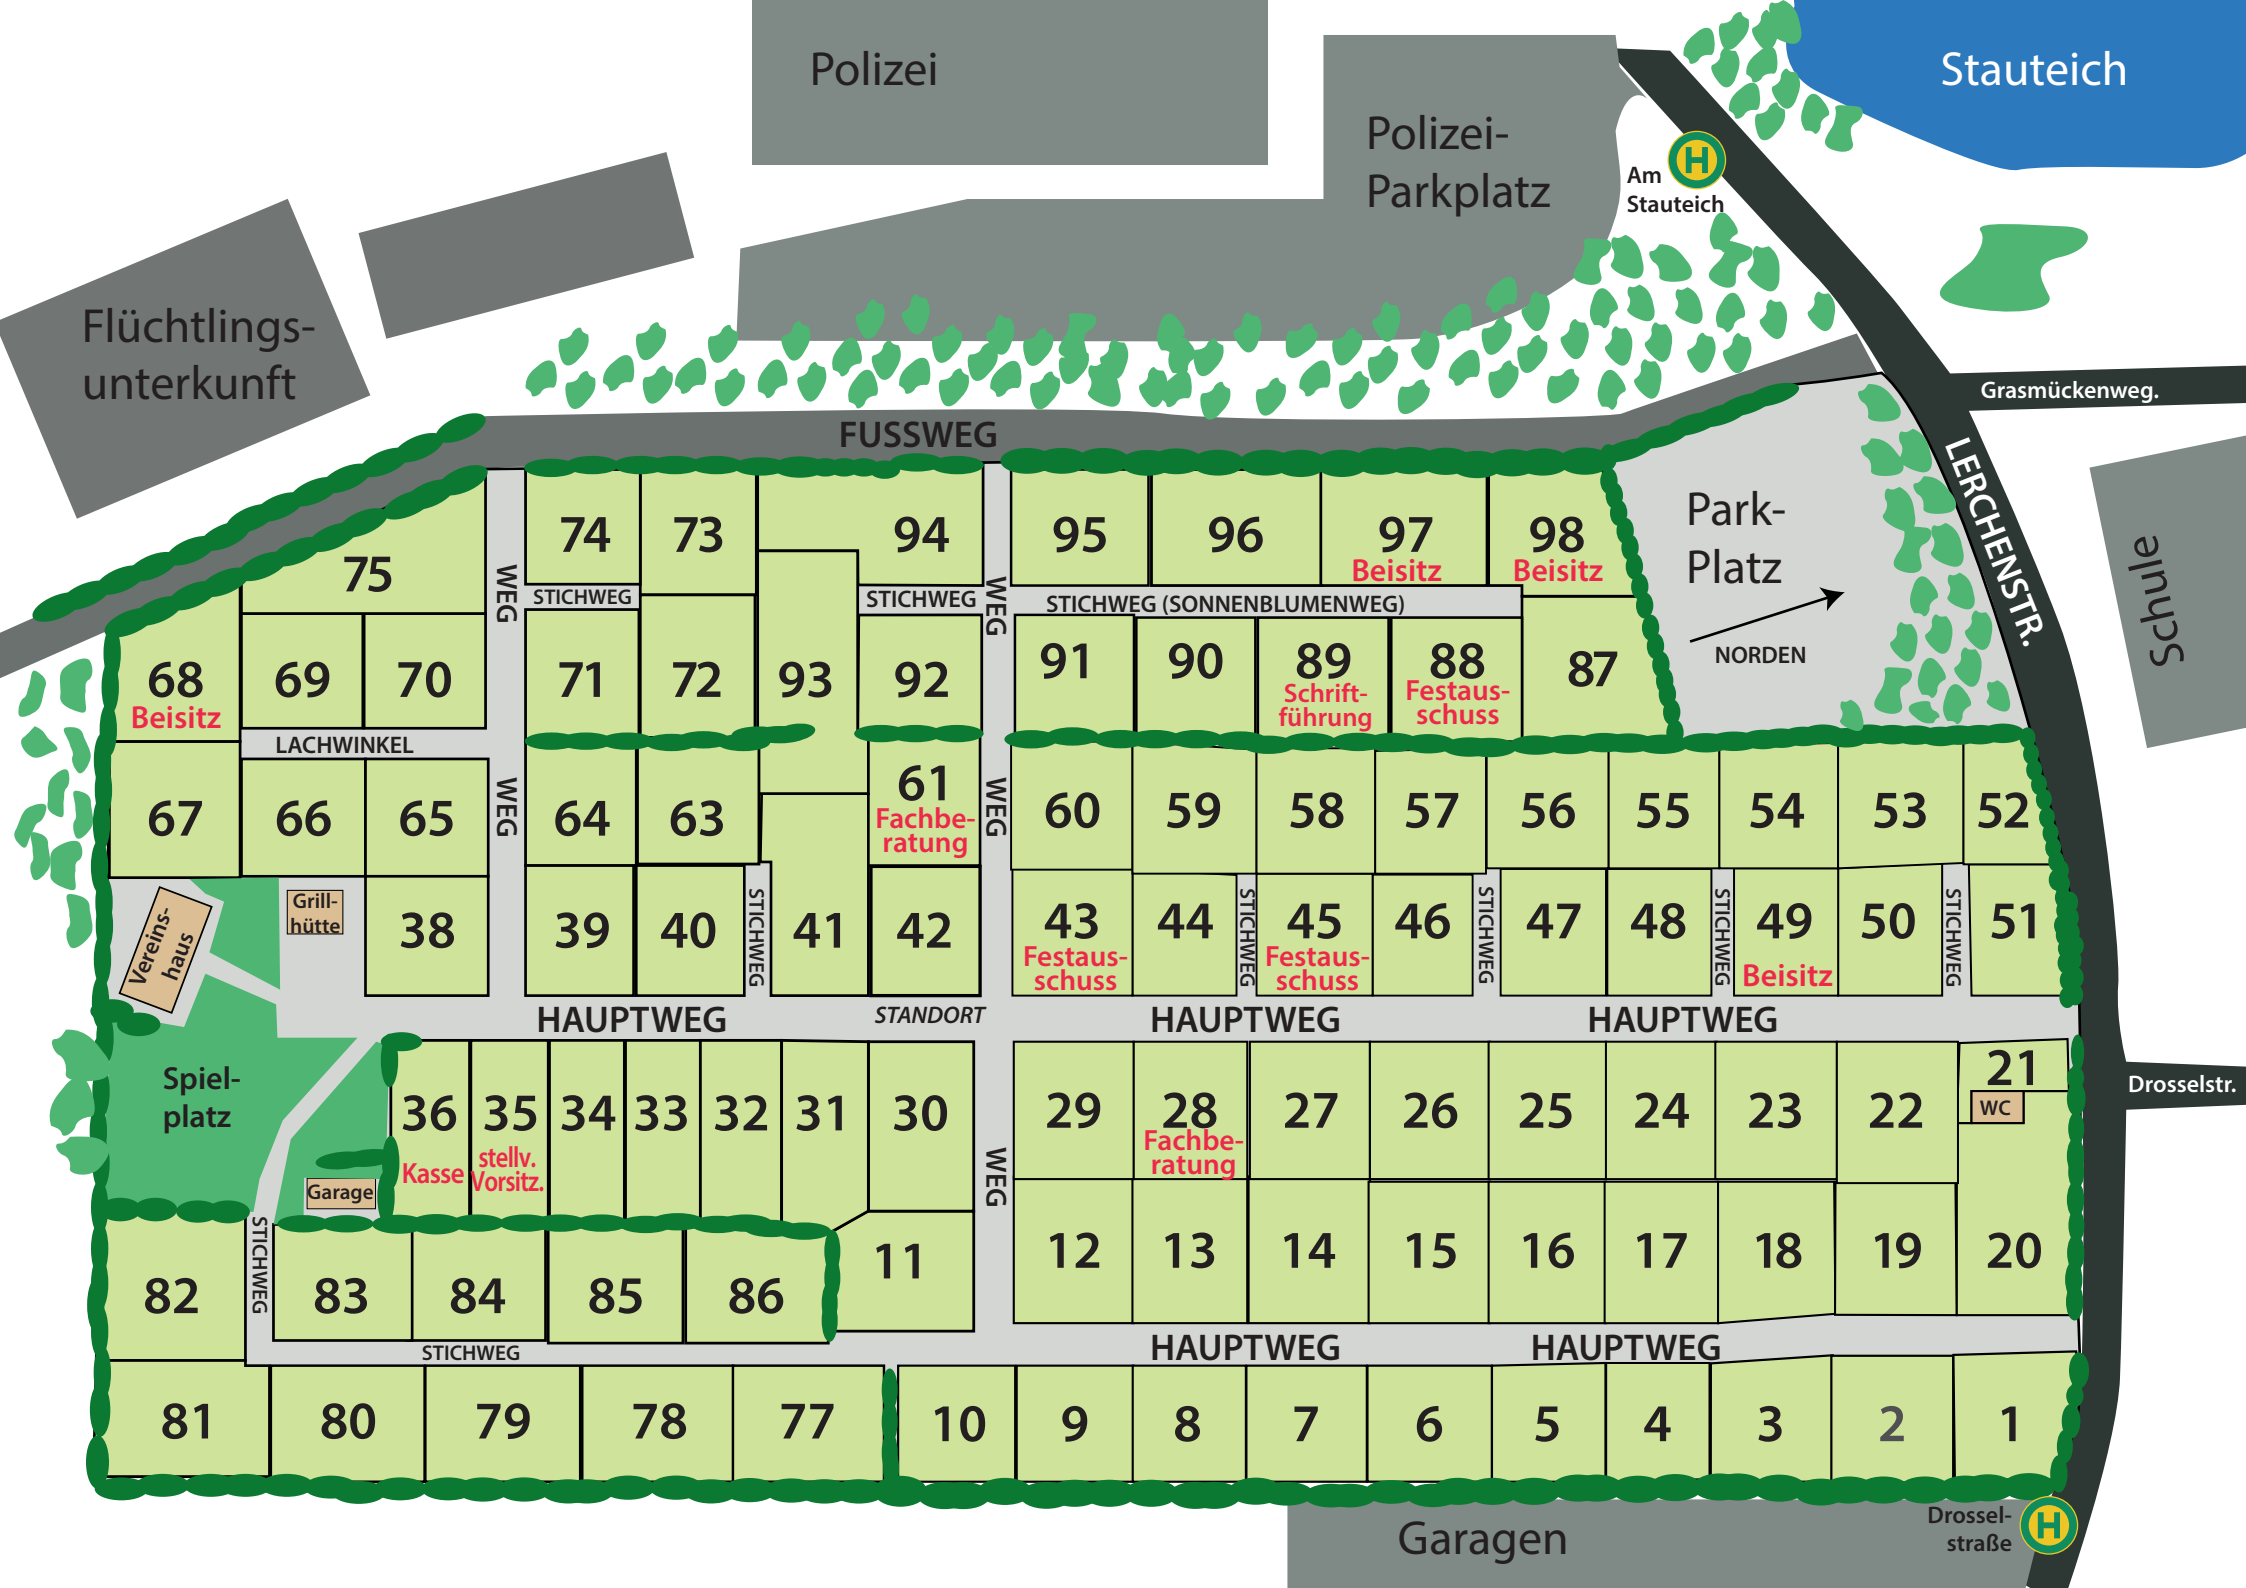 Polizei
Stauteich
Polizei-
Parkplatz
H
Am
Stauteich
Flüchtlings-
unterkunft
Grasmückenweg.
FUSSWEG
LERCHENSTR.
Schule
Park-
Platz
NORDEN
75
74
73
94
95
96
97
Beisitz
98
Beisitz
WEG
STICHWEG
STICHWEG
WEG
STICHWEG (SONNENBLUMENWEG)
68
Beisitz
69
70
71
72
93
92
91
90
89
Schrift-
führung
88
Festaus-
schuss
87
LACHWINKEL
67
66
65
WEG
64
63
61
Fachbe-
ratung
WEG
60
59
58
57
56
55
54
53
52
Vereins-
haus
Grill-
hütte
38
39
40
STICHWEG
41
42
43
Festaus-
schuss
44
STICHWEG
45
Festaus-
schuss
46
STICHWEG
47
48
STICHWEG
49
Beisitz
50
STICHWEG
51
HAUPTWEG
STANDORT
HAUPTWEG
HAUPTWEG
Spiel-
platz
36
Kasse
35
stellv.
Vorsitz.
34
33
32
31
30
WEG
29
28
Fachbe-
ratung
27
26
25
24
23
22
21
WC
Drosselstr.
Garage
82
STICHWEG
83
84
85
86
11
12
13
14
15
16
17
18
19
20
STICHWEG
HAUPTWEG
HAUPTWEG
81
80
79
78
77
10
9
8
7
6
5
4
3
2
1
Garagen
Drossel-
straße
H